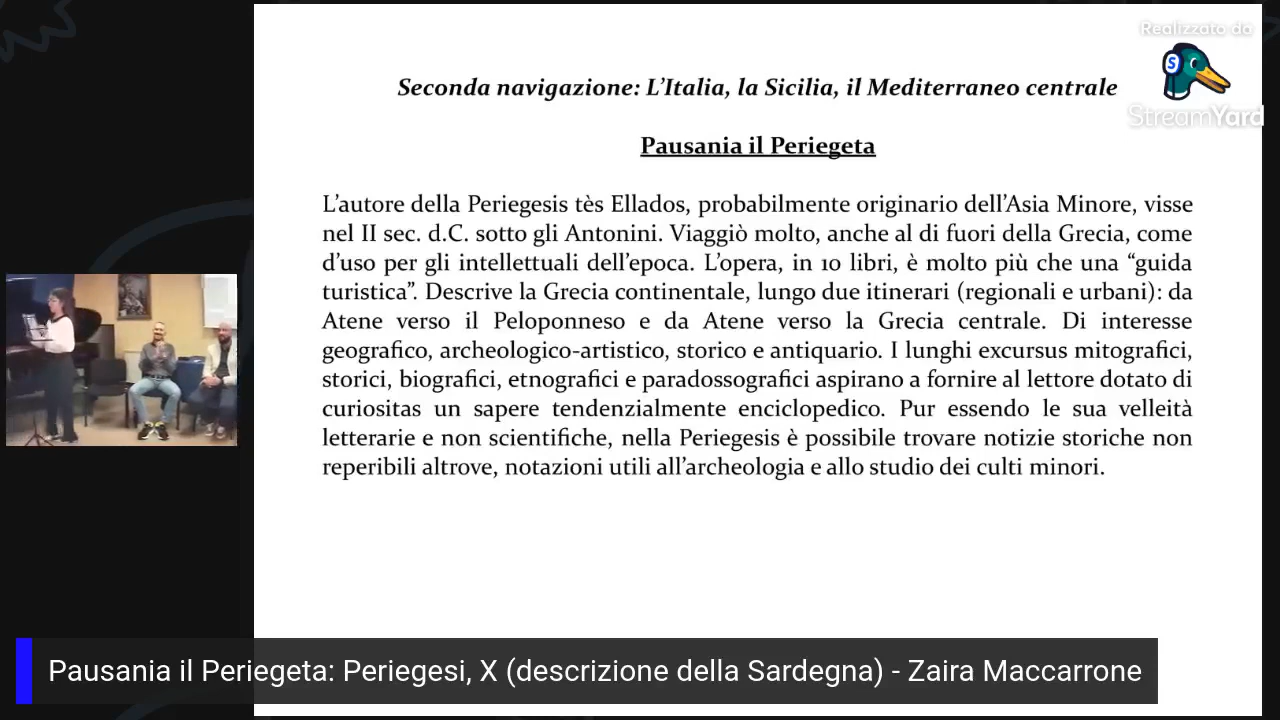 Realizzato da
StreamYard
Seconda navigazione: L'Italia, la Sicilia, il Mediterraneo centrale
Pausania il Periegeta
L'autore della Periegesis tès Ellados, probabilmente originario dell'Asia Minore, visse
nel II sec. d.C. sotto gli Antonini. Viaggiò molto, anche al di fuori della Grecia, come
d'uso per gli intellettuali dell'epoca. L'opera, in 10 libri, è molto più che una “guida
turistica”. Descrive la Grecia continentale, lungo due itinerari (regionali e urbani): da
Atene verso il Peloponneso e da Atene verso la Grecia centrale. Di interesse
geografico, archeologico-artistico, storico e antiquario. I lunghi excursus mitografici,
storici, biografici, etnografici e paradossografici aspirano a fornire al lettore dotato di
curiositas un sapere tendenzialmente enciclopedico. Pur essendo le sua velleità
letterarie e non scientifiche, nella Periegesis è possibile trovare notizie storiche non
reperibili altrove, notazioni utili all'archeologia e allo studio dei culti minori.
Pausania il Periegeta: Periegesi, X (descrizione della Sardegna) - Zaira Maccarrone